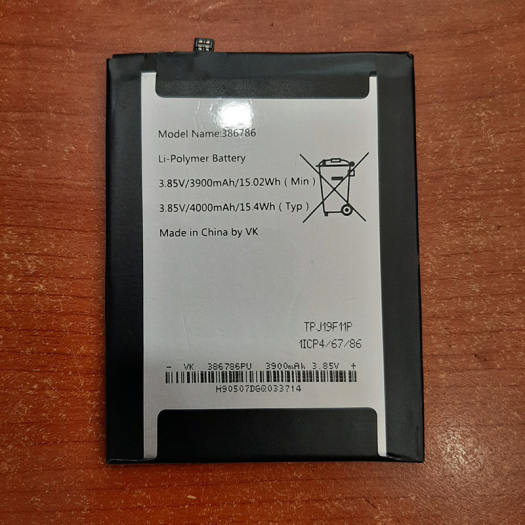 Model Name:386786
Li-Polymer Battery
3.85V/3900mAh/15.02Wh ( Min )
3.85V/4000mAh/15.4Wh ( Typ )
Made in China by VK
TPJ19F11P
1ICP4/67/86
- VK 386786PU 3900mAh 3.85V +
H90507DGQ033714